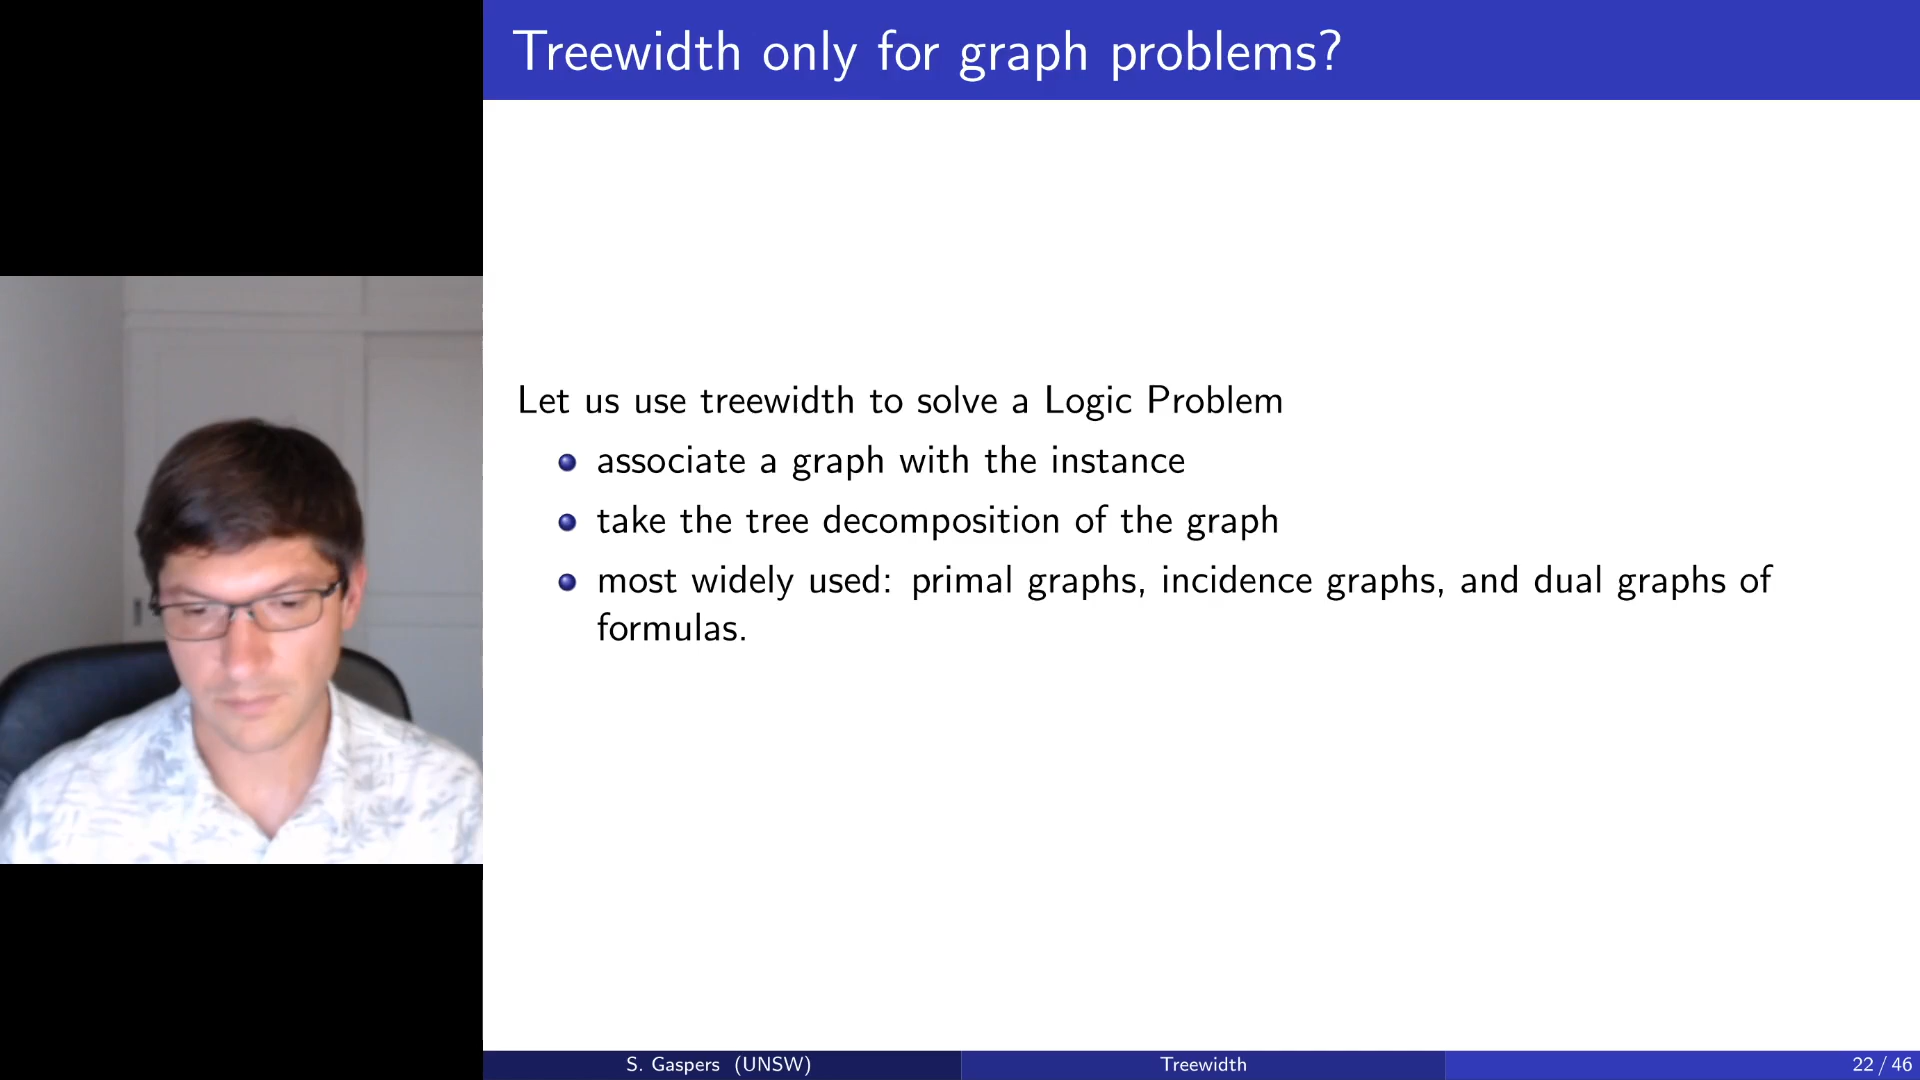 Treewidth only for graph problems?
Let us use treewidth to solve a Logic Problem
associate a graph with the instance
take the tree decomposition of the graph
most widely used: primal graphs, incidence graphs, and dual graphs of
formulas.
S. Gaspers (UNSW)
Treewidth
22 / 46